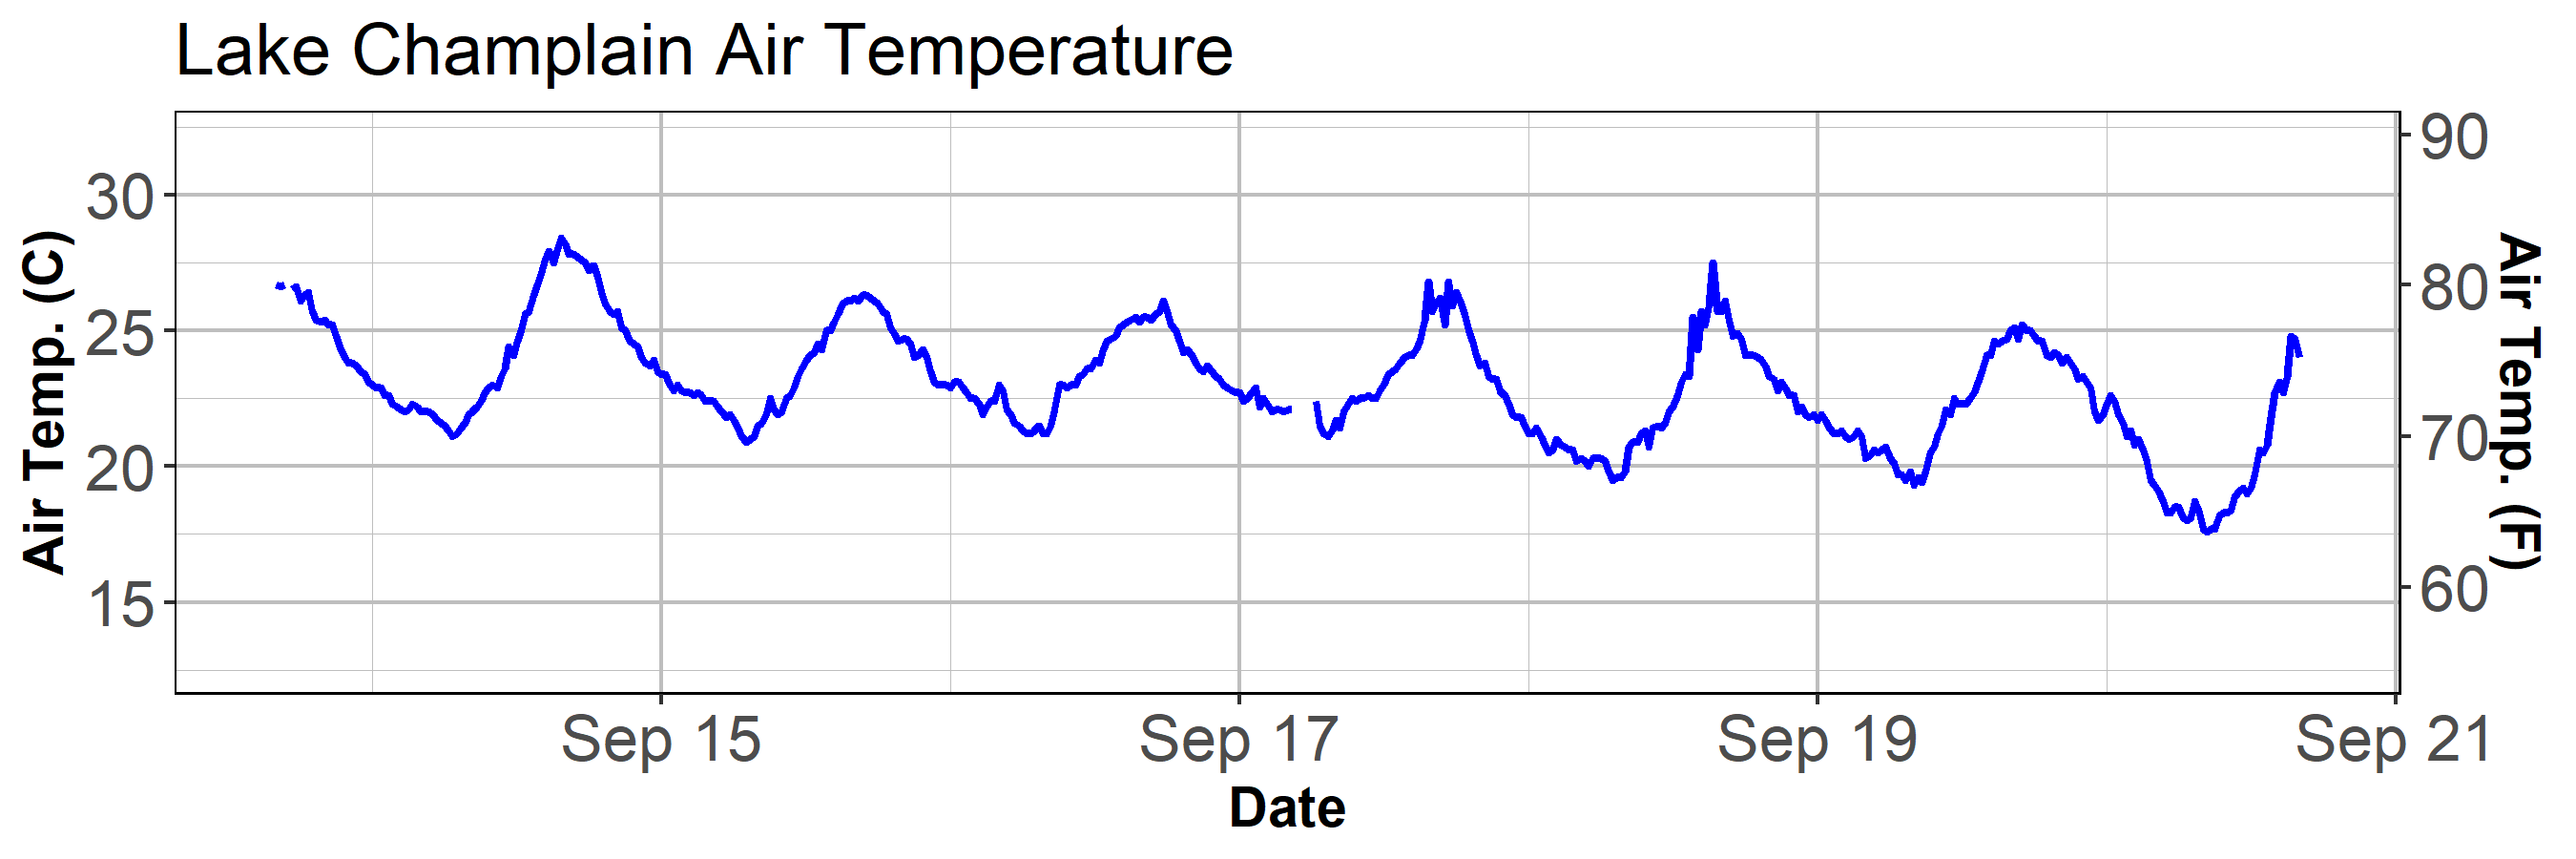 Lake Champlain Air Temperature
Air Temp. (C)
30
25
20
15
90
80
70
60
Air Temp. (F)
Sep 15
Sep 17
Sep 19
Sep 21
Date